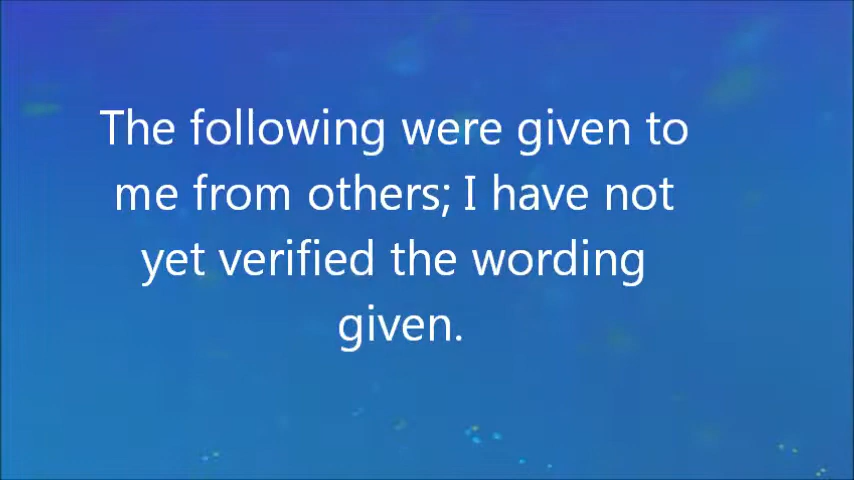 The following were given to
me from others; I have not
yet verified the wording
given.